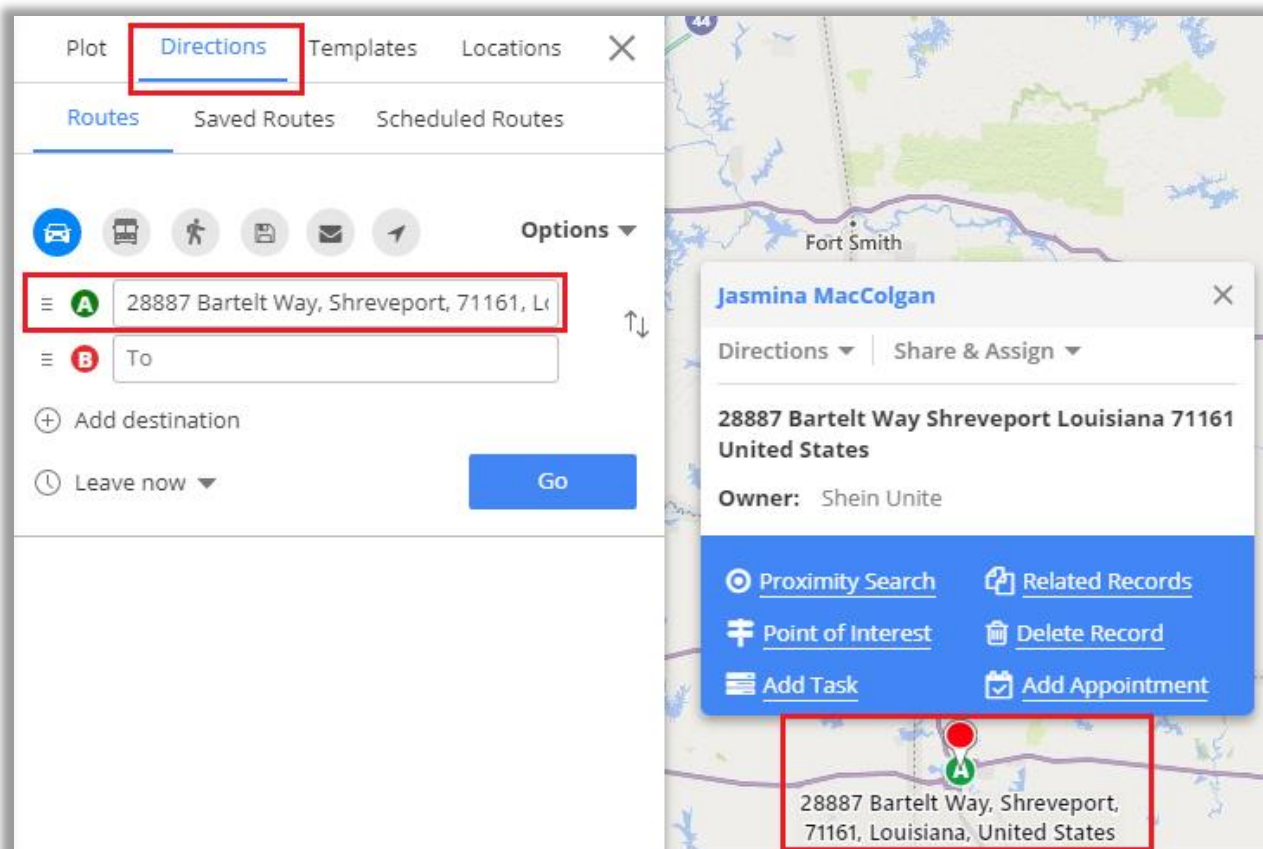 Plot Directions Templates Locations
Routes Saved Routes Scheduled Routes
Options
A 28887 Bartelt Way, Shreveport, 71161, L
B To
Add destination
Leave now Go
44
Fort Smith
Jasmina MacColgan
Directions Share & Assign
28887 Bartelt Way Shreveport Louisiana 71161
United States
Owner: Shein Unite
Proximity Search Related Records
Point of Interest Delete Record
Add Task Add Appointment
A
28887 Bartelt Way, Shreveport,
71161, Louisiana, United States